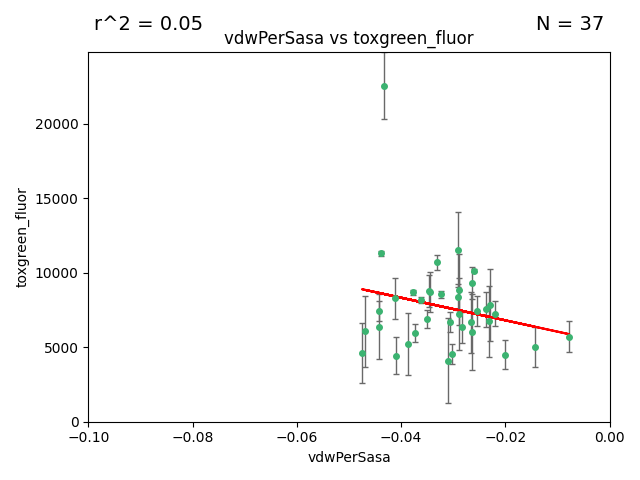 r^2 = 0.05
N = 37
vdwPerSasa vs toxgreen_fluor
20000
15000
10000
5000
0
toxgreen_fluor
−0.10
−0.08
−0.06
−0.04
−0.02
0.00
vdwPerSasa